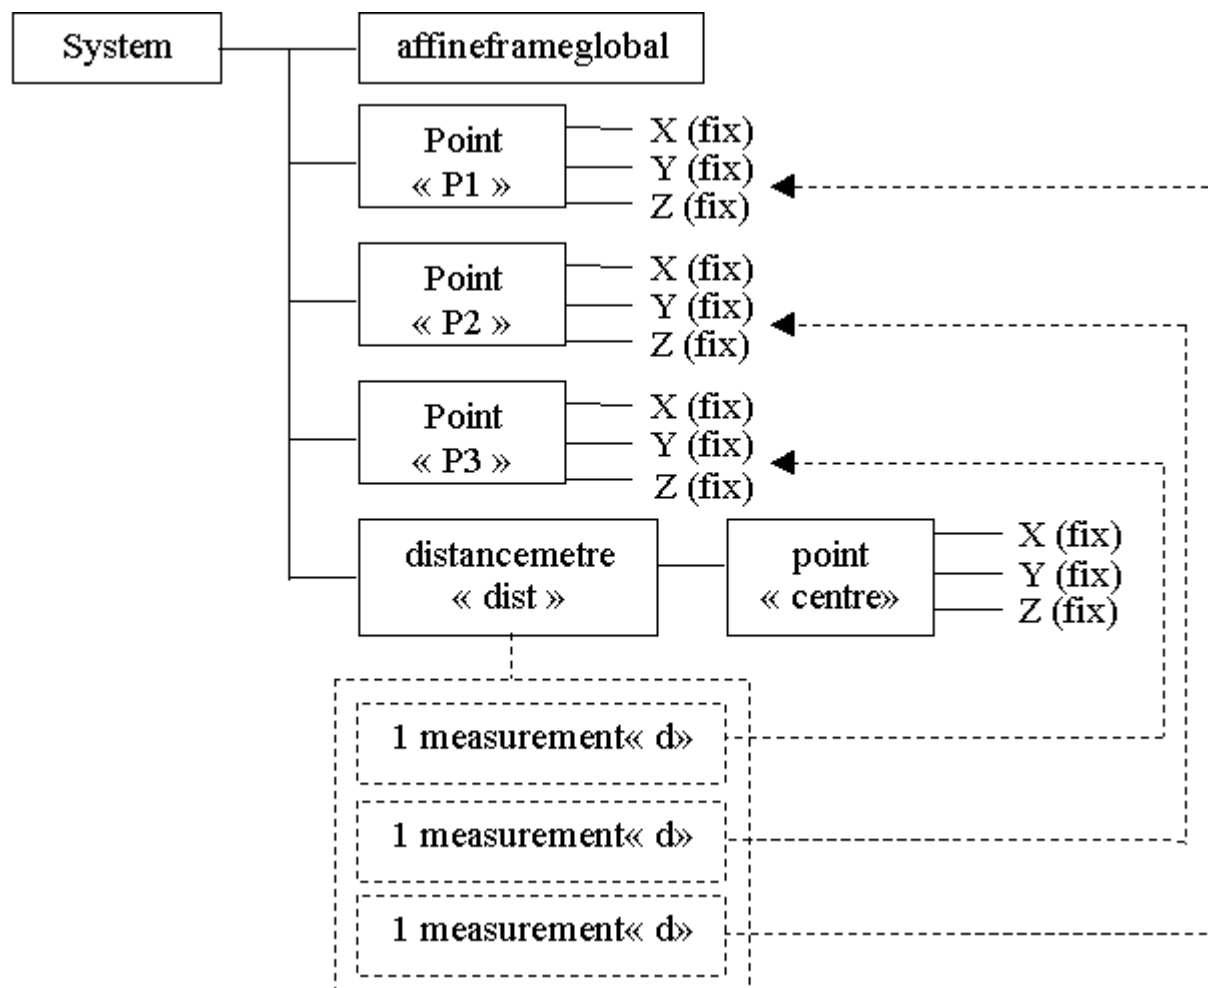 System
affineframeglobal
Point
« P1 »
X (fix)
Y (fix)
Z (fix)
Point
« P2 »
X (fix)
Y (fix)
Z (fix)
Point
« P3 »
X (fix)
Y (fix)
Z (fix)
distancemetre
« dist »
point
« centre»
X (fix)
Y (fix)
Z (fix)
1 measurement« d»
1 measurement« d»
1 measurement« d»